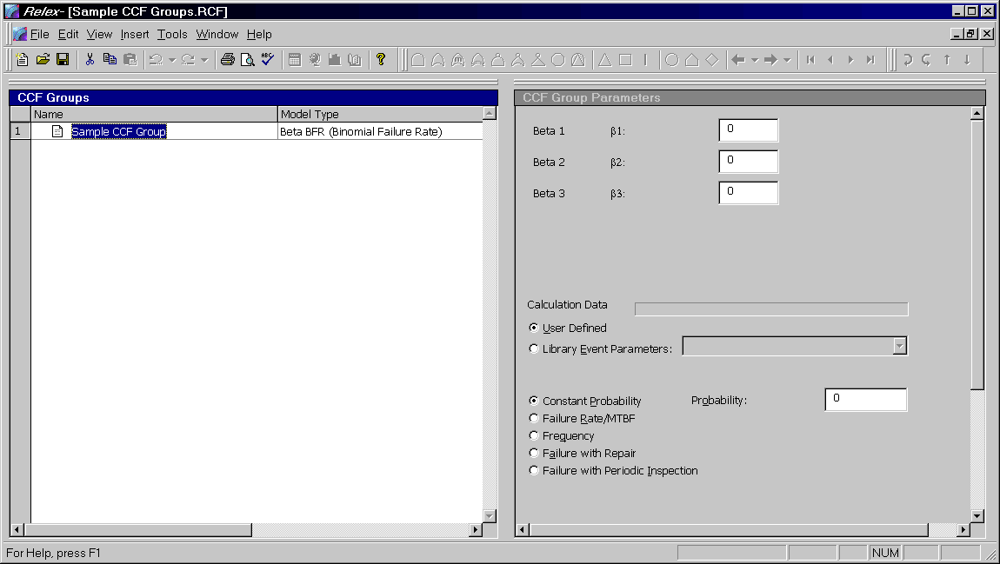 Relex- [Sample CCF Groups.RCF]
File Edit View Insert Tools Window Help
ABC ?
CCF Groups
Name Model Type
1 Sample CCF Group Beta BFR (Binomial Failure Rate)
CCF Group Parameters
Beta 1 β1: 0
Beta 2 β2: 0
Beta 3 β3: 0
Calculation Data
User Defined
Library Event Parameters:
Constant Probability Probability: 0
Failure Rate/MTBF
Frequency
Failure with Repair
Failure with Periodic Inspection
For Help, press F1 NUM